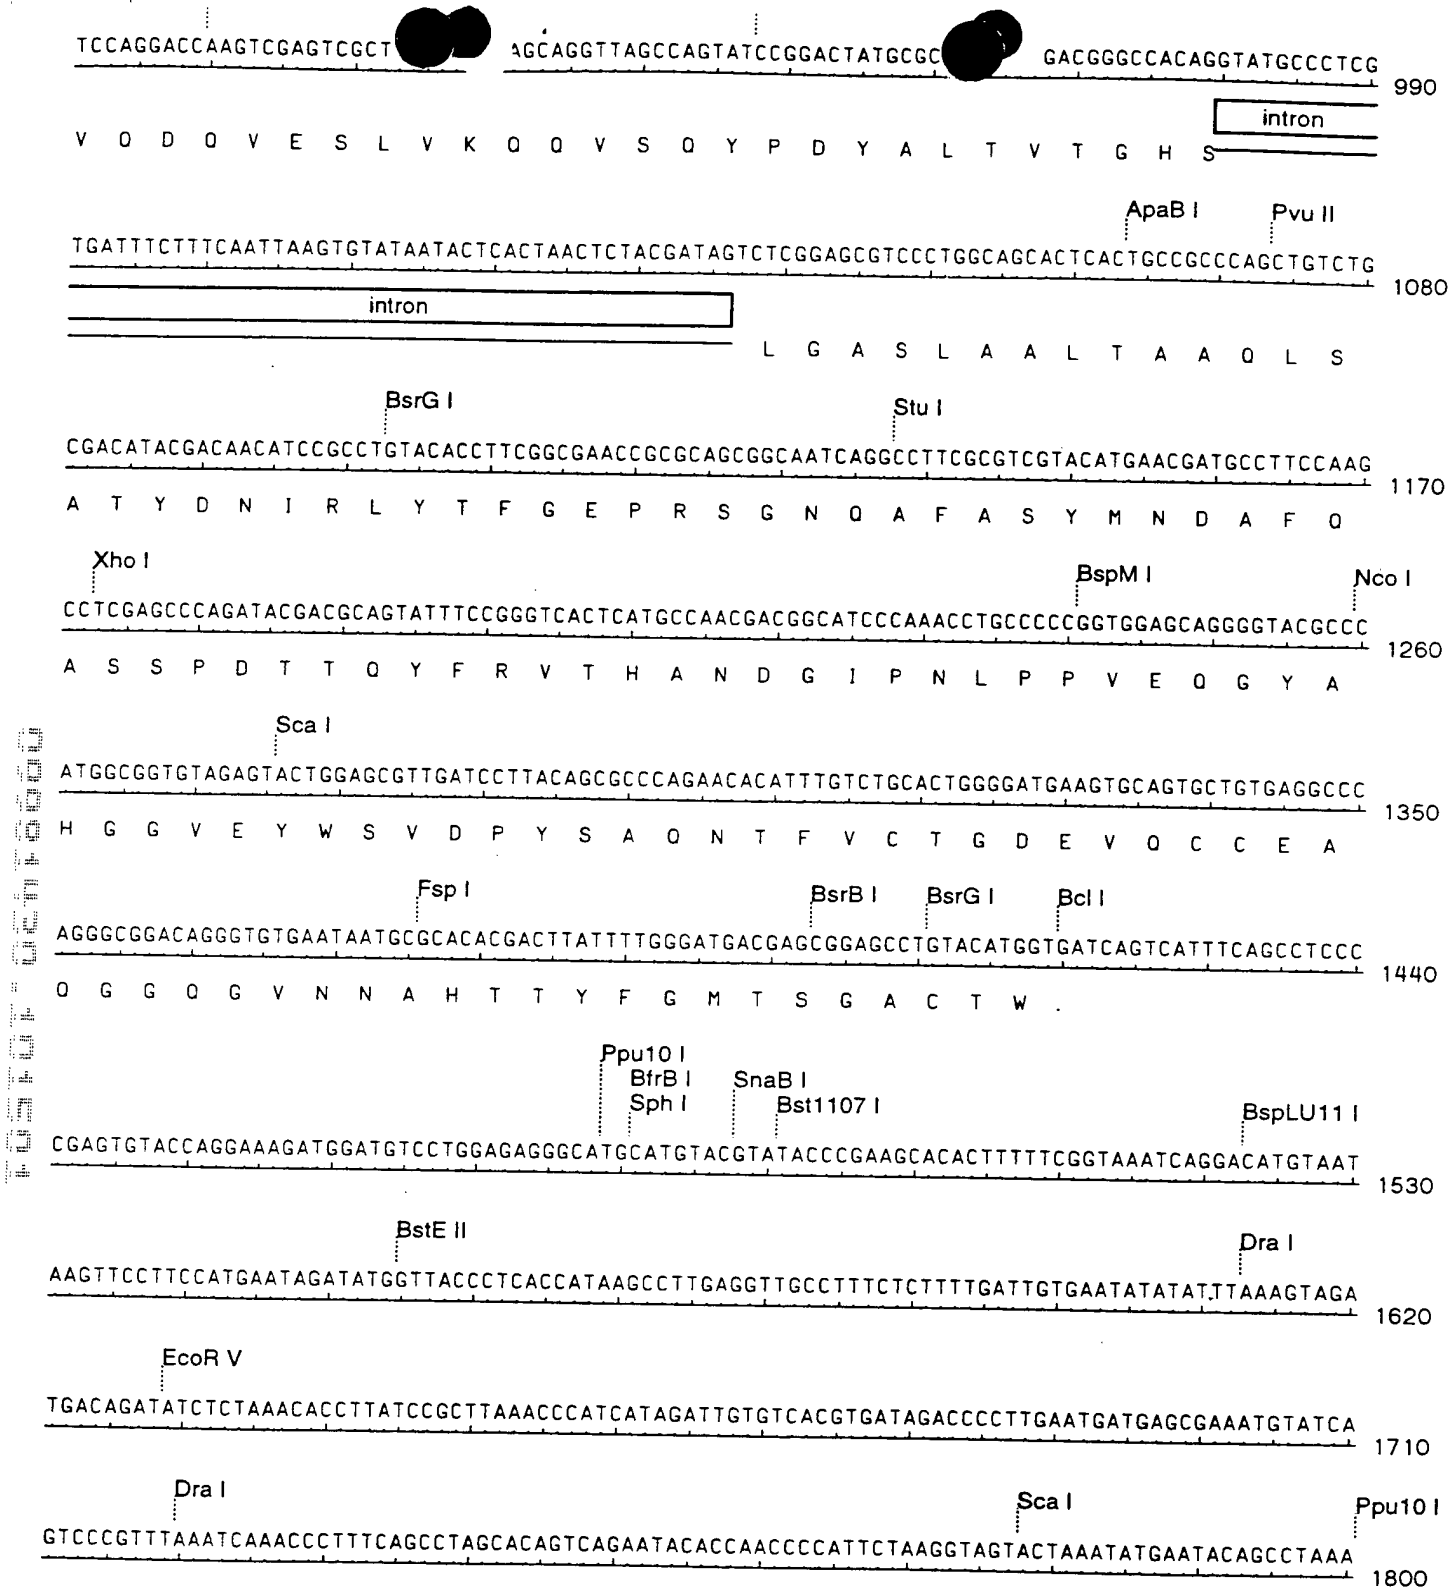 TCCAGGACCAAGTCGAGTCGCT AGCAGGTTAGCCAGTATCCGGACTATGCGC GACGGGCCACAGGTATGCCCTCG
990
intron
V Q D Q V E S L V K Q Q V S Q Y P D Y A L T V T G H S
ApaB I Pvu II
TGATTTCTTTCAATTAAGTGTATAATACTCACTAACTCTACGATAGTCTCGGAGCGTCCCTGGCAGCACTCACTGCCGCCCAGCTGTCTG
1080
intron
L G A S L A A L T A A Q L S
BsrG I Stu I
CGACATACGACAACATCCGCCTGTACACCTTCGGCGAACCGCGCAGCGGCAATCAGGCCTTCGCGTCGTACATGAACGATGCCTTCCAAG
1170
A T Y D N I R L Y T F G E P R S G N Q A F A S Y M N D A F Q
Xho I BspM I Nco I
CCTCGAGCCCAGATACGACGCAGTATTTCCGGGTCACTCATGCCAACGACGGCATCCCAAACCTGCCCCCGGTGGAGCAGGGGTACGCCC
1260
A S S P D T T Q Y F R V T H A N D G I P N L P P V E Q G Y A
Sca I
ATGGCGGTGTAGAGTACTGGAGCGTTGATCCTTACAGCGCCCAGAACACATTTGTCTGCACTGGGGATGAAGTGCAGTGCTGTGAGGCCC
1350
H G G V E Y W S V D P Y S A Q N T F V C T G D E V Q C C E A
Fsp I BsrB I BsrG I Bcl I
AGGGCGGACAGGGTGTGAATAATGCGCACACGACTTATTTTGGGATGACGAGCGGAGCCTGTACATGGTGATCAGTCATTTCAGCCTCCC
1440
Q G G Q G V N N A H T T Y F G M T S G A C T W .
Ppu10 I
BfrB I SnaB I
Sph I Bst1107 I BspLU11 I
CGAGTGTACCAGGAAAGATGGATGTCCTGGAGAGGGCATGCATGTACGTATACCCGAAGCACACTTTTTCGGTAAATCAGGACATGTAAT
1530
BstE II Dra I
AAGTTCCTTCCATGAATAGATATGGTTACCCTCACCATAAGCCTTGAGGTTGCCTTTCTCTTTTGATTGTGAATATATATTTAAAGTAGA
1620
EcoR V
TGACAGATATCTCTAAACACCTTATCCGCTTAAACCCATCATAGATTGTGTCACGTGATAGACCCCTTGAATGATGAGCGAAATGTATCA
1710
Dra I Sca I Ppu10 I
GTCCCGTTTAAATCAAACCCTTTCAGCCTAGCACAGTCAGAATACACCAACCCCATTCTAAGGTAGTACTAAATATGAATACAGCCTAAA
1800